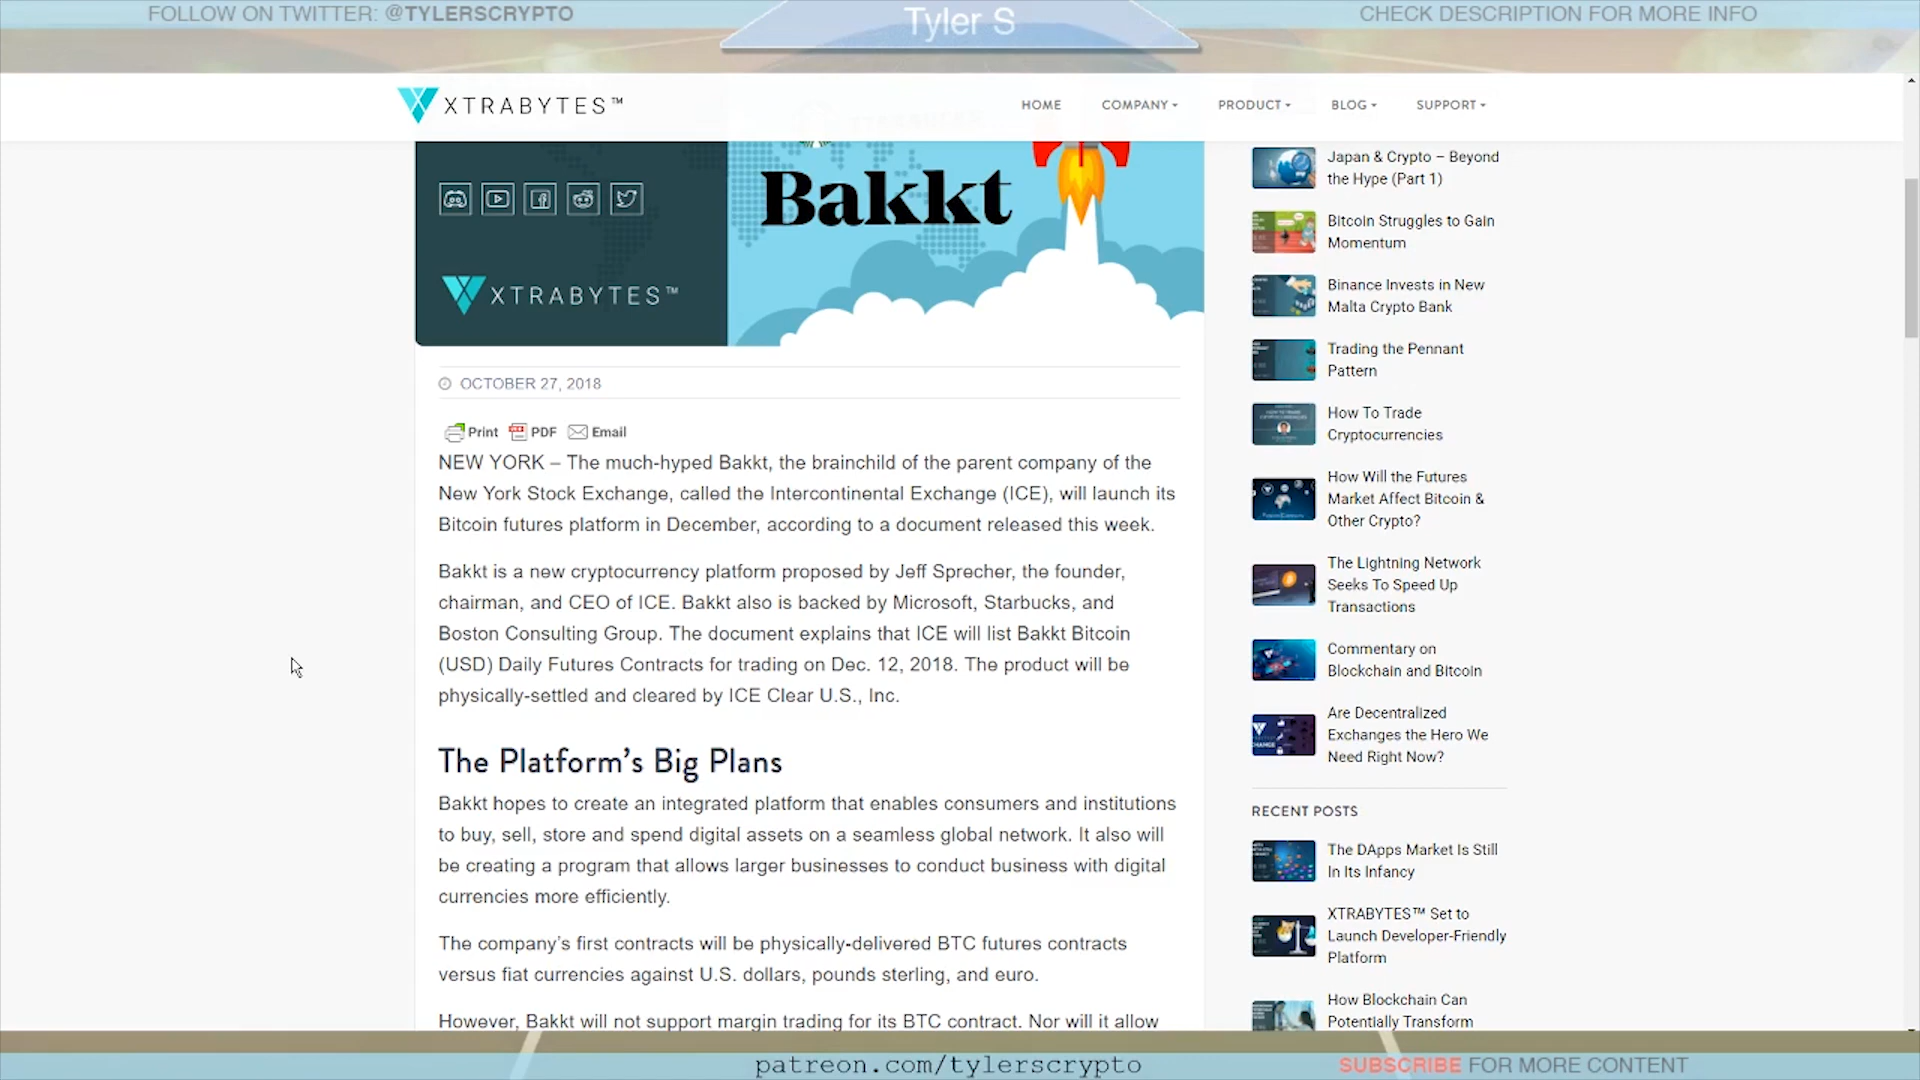 FOLLOW ON TWITTER: @TYLERSCRYPTO
Tyler S
CHECK DESCRIPTION FOR MORE INFO
XTRABYTES™
HOME
COMPANY
PRODUCT
BLOG
SUPPORT
Bakkt
XTRABYTES™
OCTOBER 27, 2018
Print PDF Email
NEW YORK – The much-hyped Bakkt, the brainchild of the parent company of the
New York Stock Exchange, called the Intercontinental Exchange (ICE), will launch its
Bitcoin futures platform in December, according to a document released this week.
Bakkt is a new cryptocurrency platform proposed by Jeff Sprecher, the founder,
chairman, and CEO of ICE. Bakkt also is backed by Microsoft, Starbucks, and
Boston Consulting Group. The document explains that ICE will list Bakkt Bitcoin
(USD) Daily Futures Contracts for trading on Dec. 12, 2018. The product will be
physically-settled and cleared by ICE Clear U.S., Inc.
The Platform’s Big Plans
Bakkt hopes to create an integrated platform that enables consumers and institutions
to buy, sell, store and spend digital assets on a seamless global network. It also will
be creating a program that allows larger businesses to conduct business with digital
currencies more efficiently.
The company’s first contracts will be physically-delivered BTC futures contracts
versus fiat currencies against U.S. dollars, pounds sterling, and euro.
However, Bakkt will not support margin trading for its BTC contract. Nor will it allow
Japan & Crypto – Beyond
the Hype (Part 1)
Bitcoin Struggles to Gain
Momentum
Binance Invests in New
Malta Crypto Bank
Trading the Pennant
Pattern
How To Trade
Cryptocurrencies
How Will the Futures
Market Affect Bitcoin &
Other Crypto?
The Lightning Network
Seeks To Speed Up
Transactions
Commentary on
Blockchain and Bitcoin
Are Decentralized
Exchanges the Hero We
Need Right Now?
RECENT POSTS
The DApps Market Is Still
In Its Infancy
XTRABYTES™ Set to
Launch Developer-Friendly
Platform
How Blockchain Can
Potentially Transform
patreon.com/tylerscrypto
SUBSCRIBE FOR MORE CONTENT